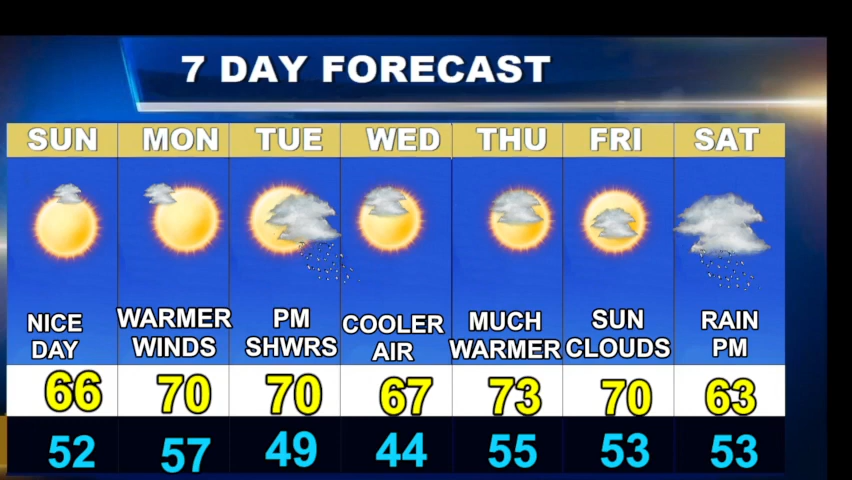 7 DAY FORECAST
SUN MON TUE WED THU FRI SAT
NICE DAY
WARMER WINDS
PM SHWRS
COOLER AIR
MUCH WARMER
SUN CLOUDS
RAIN PM
66 70 70 67 73 70 63
52 57 49 44 55 53 53